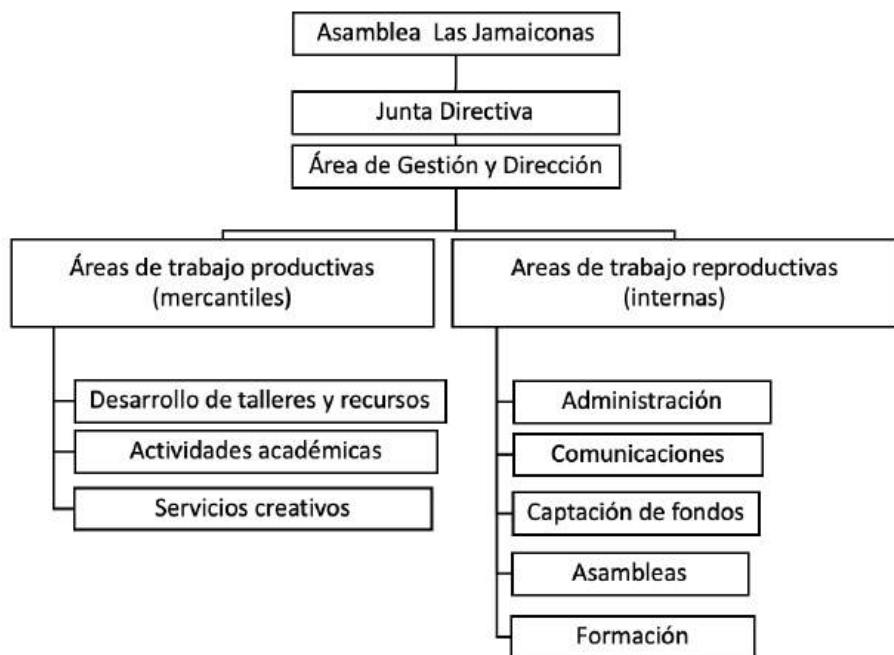 Asamblea Las Jamaiconas
Junta Directiva
Área de Gestión y Dirección
Áreas de trabajo productivas
(mercantiles)
Desarrollo de talleres y recursos
Actividades académicas
Servicios creativos
Areas de trabajo reproductivas
(internas)
Administración
Comunicaciones
Captación de fondos
Asambleas
Formación